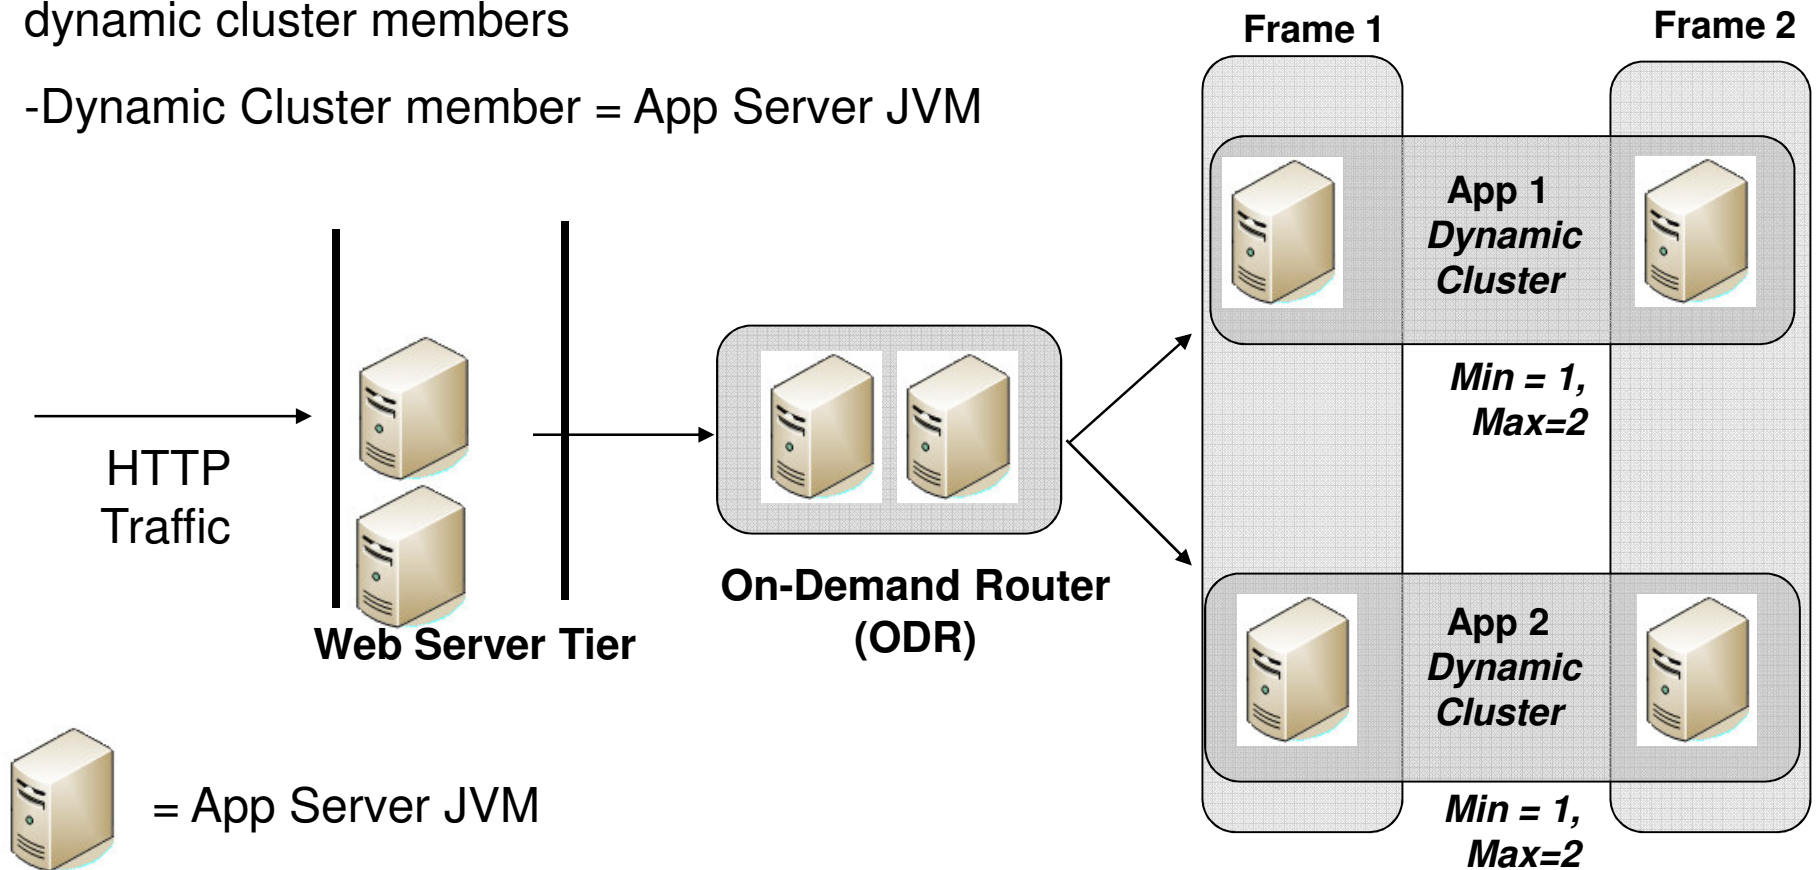 dynamic cluster members
-Dynamic Cluster member = App Server JVM
Frame 1
Frame 2
App 1
Dynamic
Cluster
Min = 1,
Max=2
HTTP
Traffic
Web Server Tier
On-Demand Router
(ODR)
App 2
Dynamic
Cluster
Min = 1,
Max=2
= App Server JVM